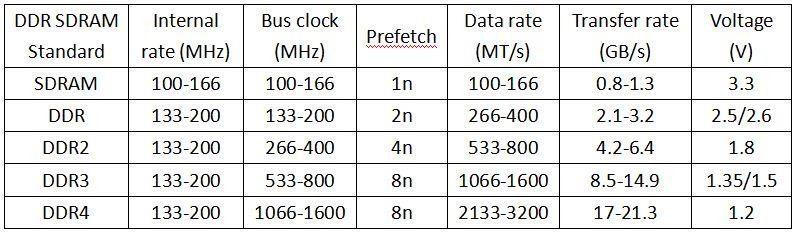 DDR SDRAM Standard Internal rate (MHz) Bus clock (MHz) Prefetch Data rate (MT/s) Transfer rate (GB/s) Voltage (V)
SDRAM 100-166 100-166 1n 100-166 0.8-1.3 3.3
DDR 133-200 133-200 2n 266-400 2.1-3.2 2.5/2.6
DDR2 133-200 266-400 4n 533-800 4.2-6.4 1.8
DDR3 133-200 533-800 8n 1066-1600 8.5-14.9 1.35/1.5
DDR4 133-200 1066-1600 8n 2133-3200 17-21.3 1.2